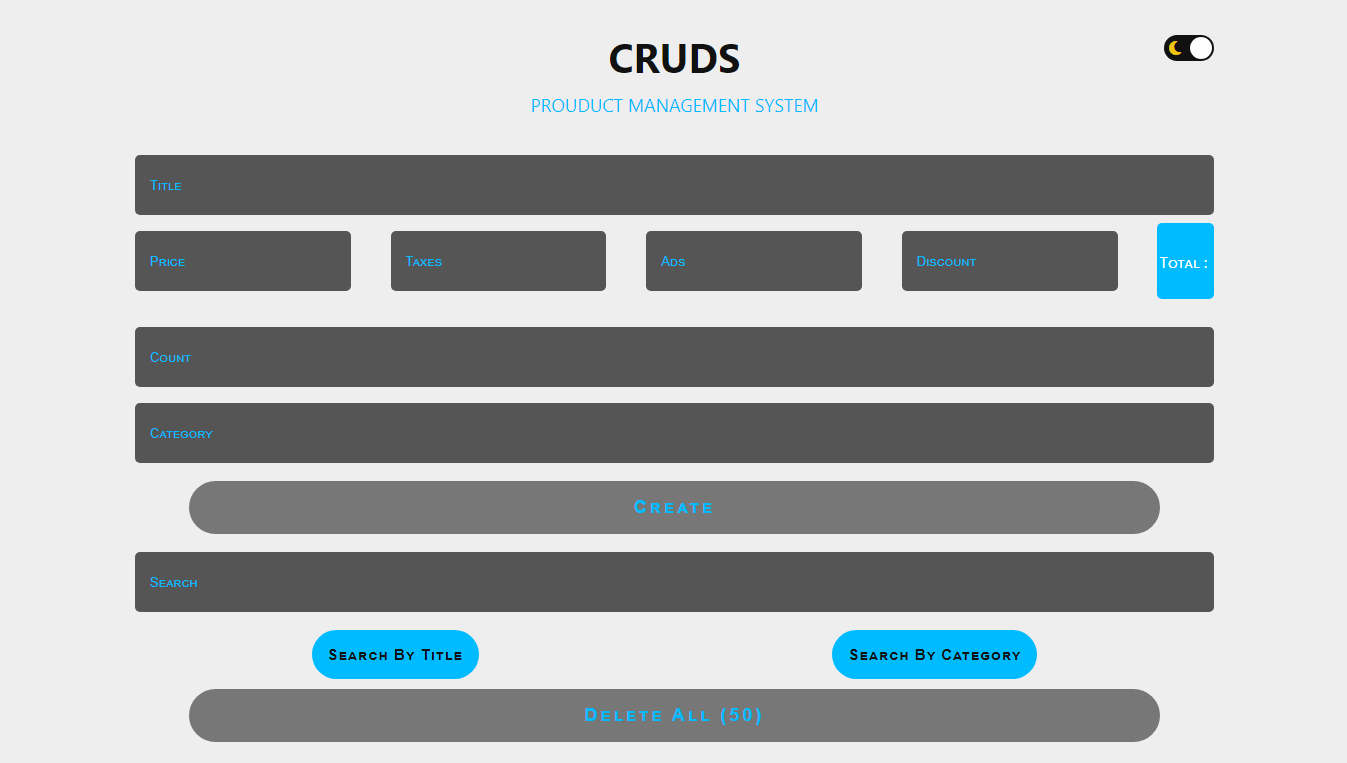 CRUDS
PROUDUCT MANAGEMENT SYSTEM
Title
Price Taxes Ads Discount Total :
Count
Category
Create
Search
Search By Title Search By Category
Delete All (50)